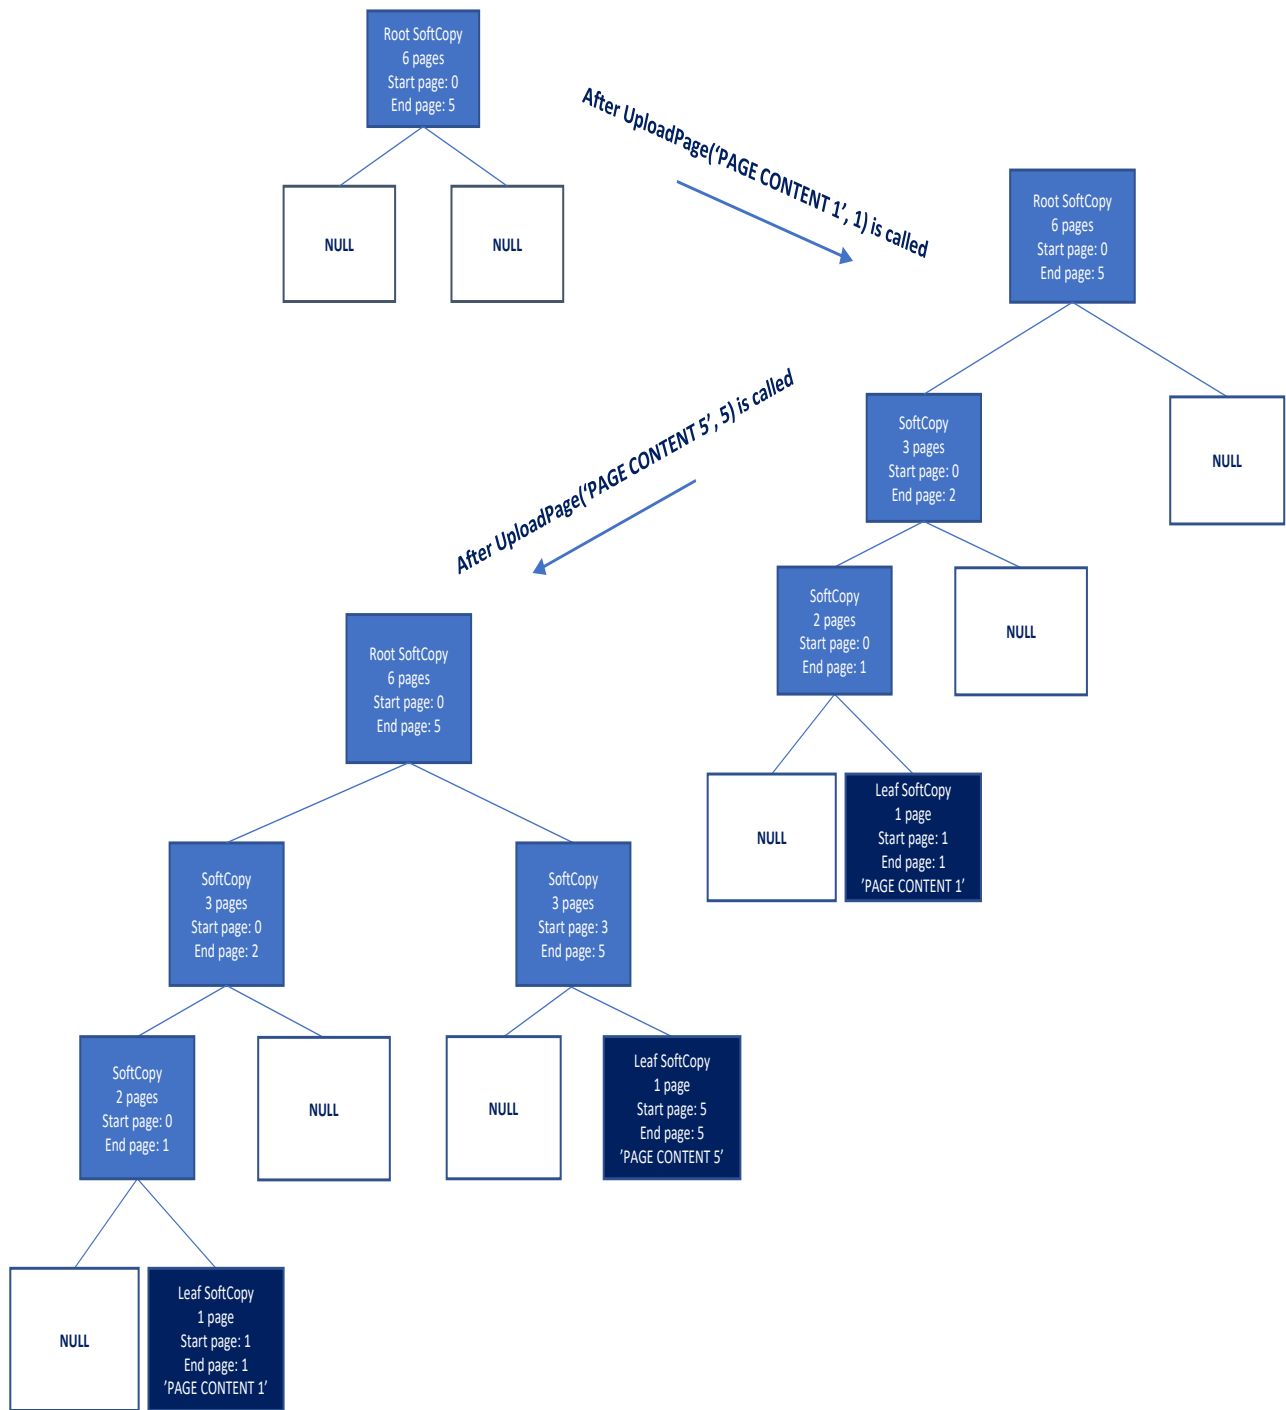 Root SoftCopy
6 pages
Start page: 0
End page: 5
NULL
NULL
After UploadPage(‘PAGE CONTENT 1’, 1) is called
Root SoftCopy
6 pages
Start page: 0
End page: 5
SoftCopy
3 pages
Start page: 0
End page: 2
NULL
SoftCopy
2 pages
Start page: 0
End page: 1
NULL
NULL
Leaf SoftCopy
1 page
Start page: 1
End page: 1
‘PAGE CONTENT 1’
After UploadPage(‘PAGE CONTENT 5’, 5) is called
Root SoftCopy
6 pages
Start page: 0
End page: 5
SoftCopy
3 pages
Start page: 0
End page: 2
SoftCopy
3 pages
Start page: 3
End page: 5
SoftCopy
2 pages
Start page: 0
End page: 1
NULL
NULL
Leaf SoftCopy
1 page
Start page: 5
End page: 5
‘PAGE CONTENT 5’
NULL
Leaf SoftCopy
1 page
Start page: 1
End page: 1
‘PAGE CONTENT 1’